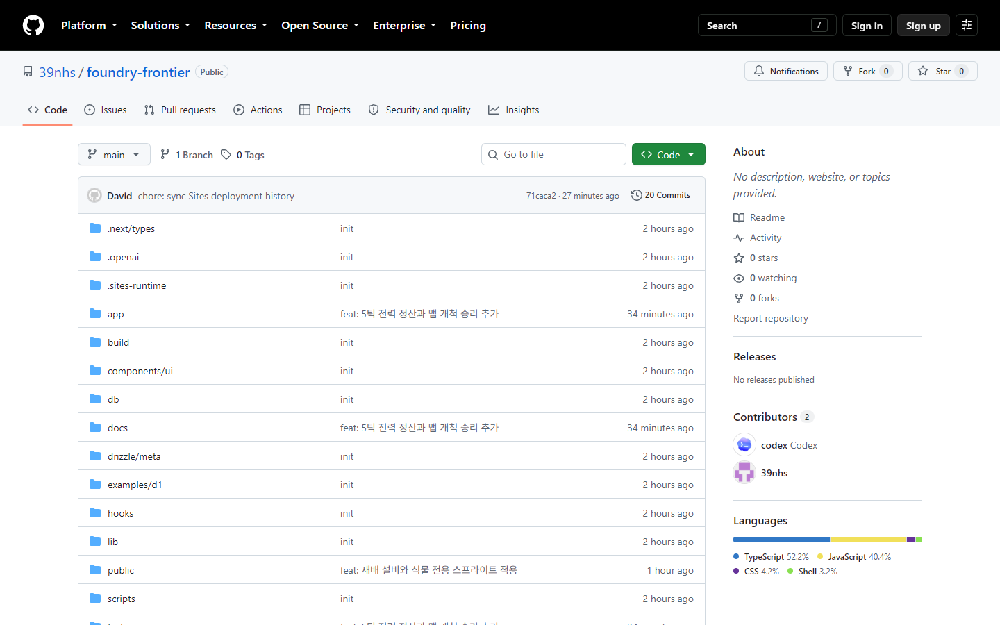 Platform Solutions Resources Open Source Enterprise Pricing Search / Sign in Sign up
39nhs / foundry-frontier Public Notifications Fork 0 Star 0
Code Issues Pull requests Actions Projects Security and quality Insights
main 1 Branch 0 Tags Go to file Code
David chore: sync Sites deployment history 71caca2 · 27 minutes ago 20 Commits
.next/types init 2 hours ago
.openai init 2 hours ago
.sites-runtime init 2 hours ago
app feat: 5틱 전력 정산과 맵 개척 승리 추가 34 minutes ago
build init 2 hours ago
components/ui init 2 hours ago
db init 2 hours ago
docs feat: 5틱 전력 정산과 맵 개척 승리 추가 34 minutes ago
drizzle/meta init 2 hours ago
examples/d1 init 2 hours ago
hooks init 2 hours ago
lib init 2 hours ago
public feat: 재배 설비와 식물 전용 스프라이트 적용 1 hour ago
scripts init 2 hours ago
About
No description, website, or topics
provided.
Readme
Activity
0 stars
0 watching
0 forks
Report repository
Releases
No releases published
Contributors 2
codex Codex
39nhs
Languages
TypeScript 52.2% JavaScript 40.4%
CSS 4.2% Shell 3.2%